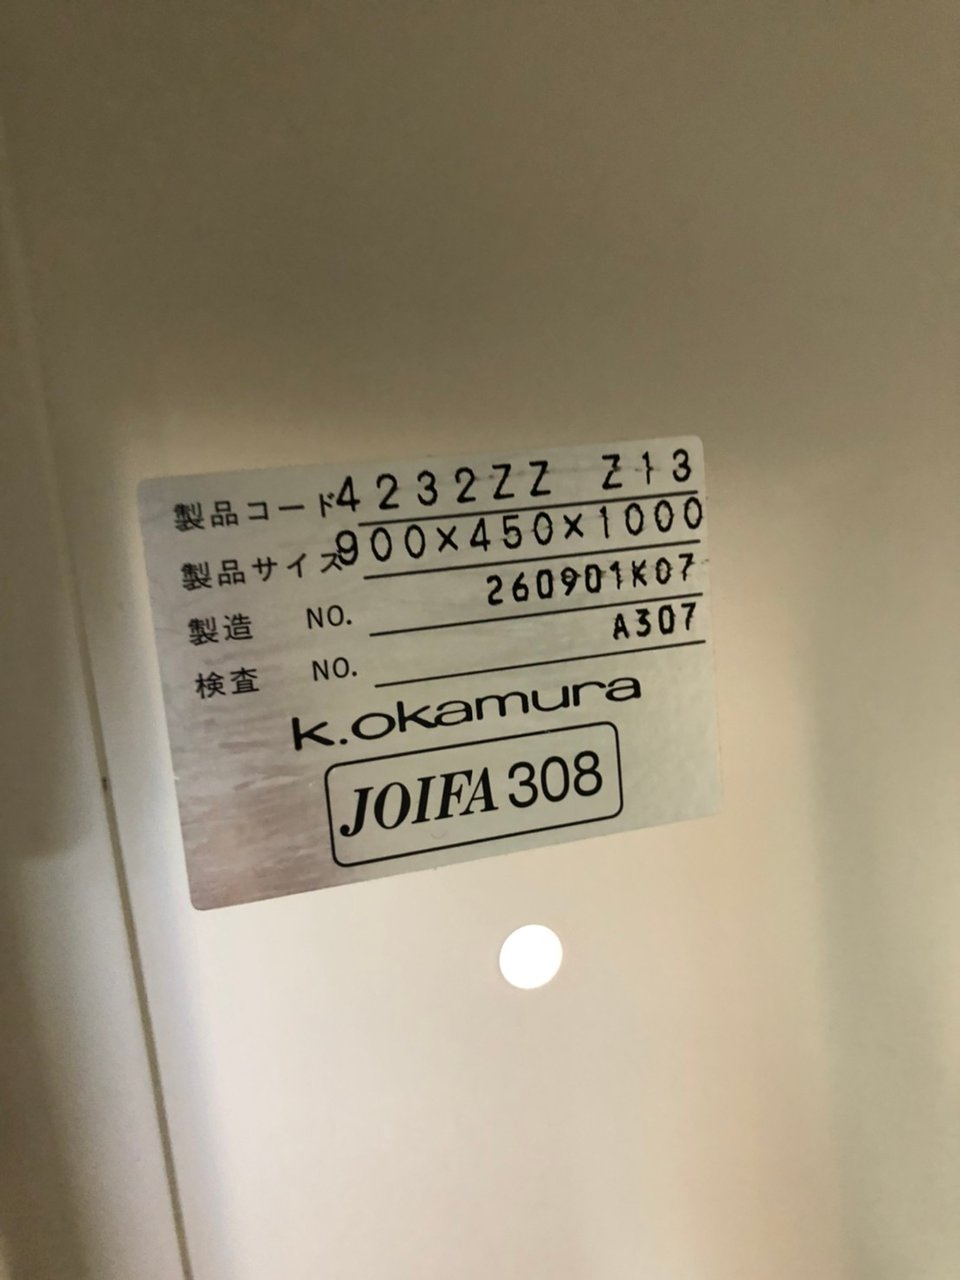 製品コード 4232ZZ Z13
製品サイズ 900×450×1000
製造 NO. 260901K07
検査 NO. A307
k.okamura
JOIFA 308